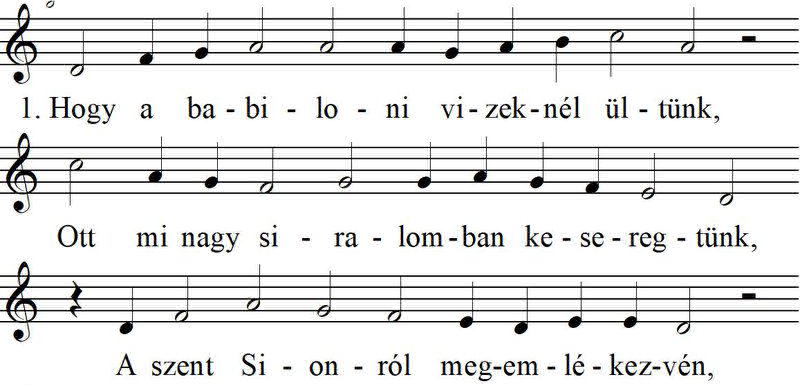 1. Hogy a ba - bi - lo - ni vi - zek - nél ül - tünk,
Ott mi nagy si - ra - lom - ban ke - se - reg - tünk,
A szent Si - on - ról meg - em - lé - kez - vén,